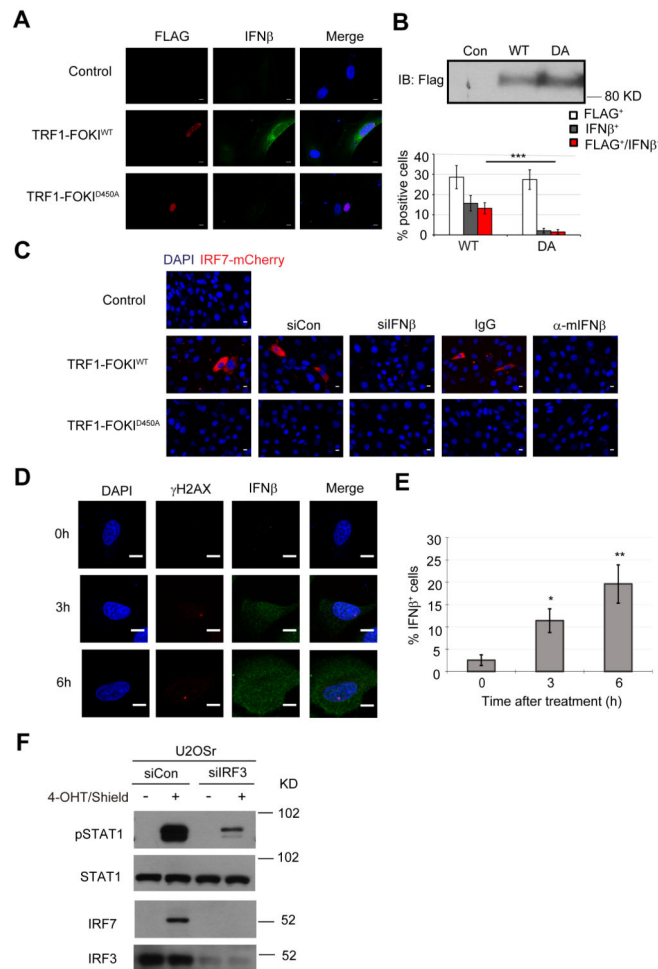 A
FLAG IFNβ Merge
Control
TRF1-FOKI^WT
TRF1-FOKI^D450A
B
Con WT DA
IB: Flag
80 KD
FLAG⁺
IFNβ⁺
FLAG⁺/IFNβ
***
% positive cells
40
30
20
10
0
WT DA
C
DAPI IRF7-mCherry
Control
siCon siIFNβ IgG α-mIFNβ
TRF1-FOKI^WT
TRF1-FOKI^D450A
D
DAPI γH2AX IFNβ Merge
0h
3h
6h
E
% IFNβ⁺ cells
30
25
20
15
10
5
0
* **
0 3 6
Time after treatment (h)
F
U2OSr
siCon siIRF3 KD
4-OHT/Shield - + - +
102
pSTAT1
102
STAT1
IRF7 52
IRF3 52